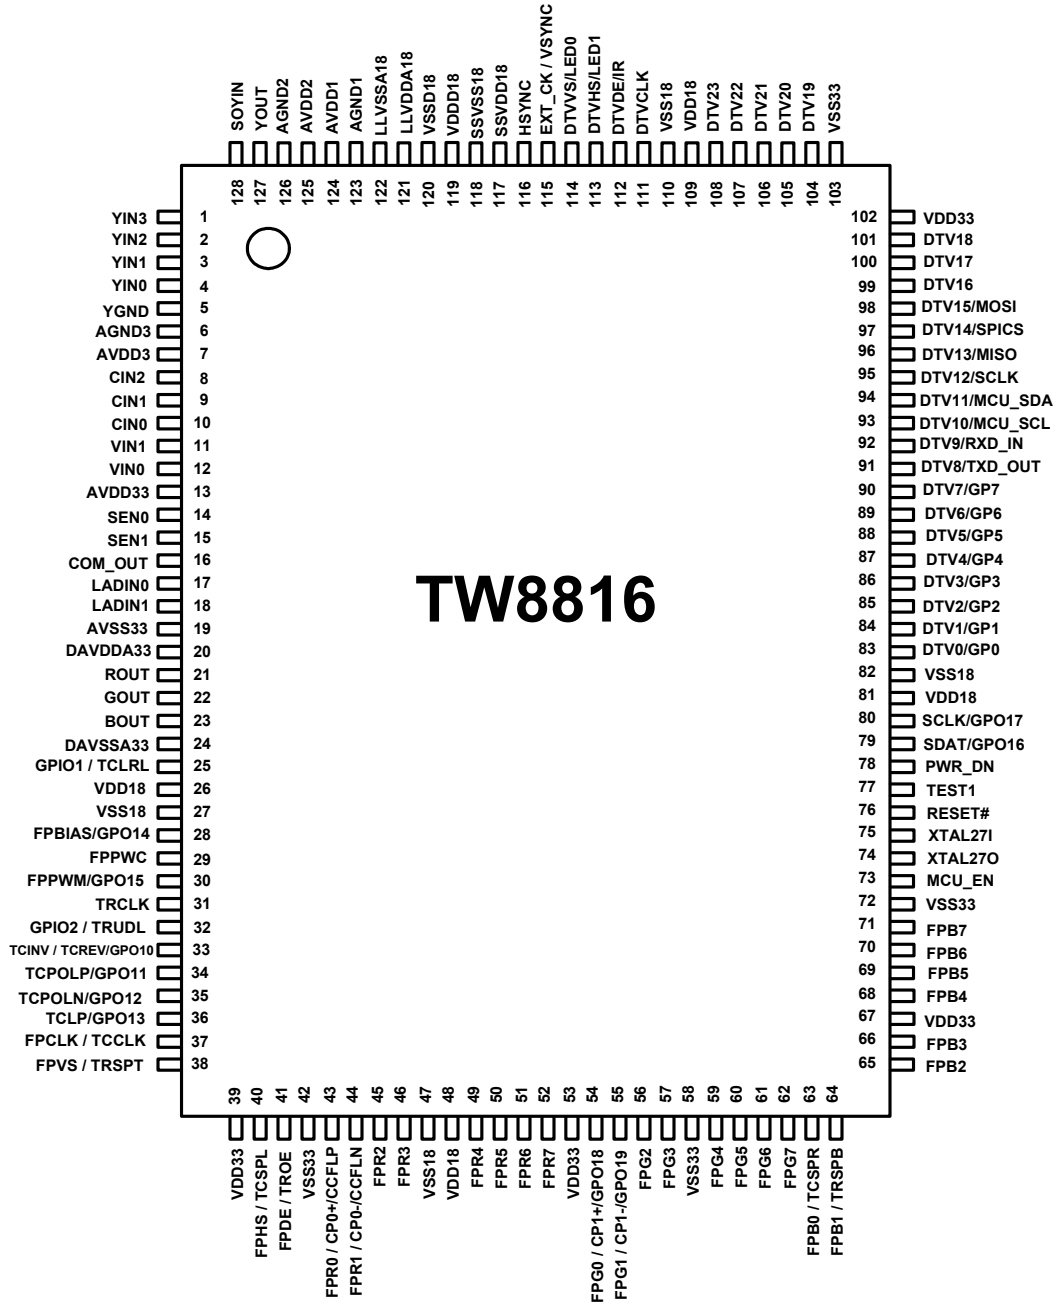 SOYIN
YOUT
AGND2
AVDD2
AVDD1
AGND1
LLVSSA18
LLVDDA18
VSSD18
VDDD18
SSVSS18
SSVDD18
HSYNC
EXT_CK / VSYNC
DTVVS/LED0
DTVHS/LED1
DTVDE/IR
DTVCLK
VSS18
VDD18
DTV23
DTV22
DTV21
DTV20
DTV19
VSS33
128
127
126
125
124
123
122
121
120
119
118
117
116
115
114
113
112
111
110
109
108
107
106
105
104
103
YIN3 1
YIN2 2
YIN1 3
YIN0 4
YGND 5
AGND3 6
AVDD3 7
CIN2 8
CIN1 9
CIN0 10
VIN1 11
VIN0 12
AVDD33 13
SEN0 14
SEN1 15
COM_OUT 16
LADIN0 17
LADIN1 18
AVSS33 19
DAVDDA33 20
ROUT 21
GOUT 22
BOUT 23
DAVSSA33 24
GPIO1 / TCLRL 25
VDD18 26
VSS18 27
FPBIAS/GPO14 28
FPPWC 29
FPPWM/GPO15 30
TRCLK 31
GPIO2 / TRUDL 32
TCINV / TCREV/GPO10 33
TCPOLP/GPO11 34
TCPOLN/GPO12 35
TCLP/GPO13 36
FPCLK / TCCLK 37
FPVS / TRSPT 38
TW8816
102 VDD33
101 DTV18
100 DTV17
99 DTV16
98 DTV15/MOSI
97 DTV14/SPICS
96 DTV13/MISO
95 DTV12/SCLK
94 DTV11/MCU_SDA
93 DTV10/MCU_SCL
92 DTV9/RXD_IN
91 DTV8/TXD_OUT
90 DTV7/GP7
89 DTV6/GP6
88 DTV5/GP5
87 DTV4/GP4
86 DTV3/GP3
85 DTV2/GP2
84 DTV1/GP1
83 DTV0/GP0
82 VSS18
81 VDD18
80 SCLK/GPO17
79 SDAT/GPO16
78 PWR_DN
77 TEST1
76 RESET#
75 XTAL27I
74 XTAL27O
73 MCU_EN
72 VSS33
71 FPB7
70 FPB6
69 FPB5
68 FPB4
67 VDD33
66 FPB3
65 FPB2
39
40
41
42
43
44
45
46
47
48
49
50
51
52
53
54
55
56
57
58
59
60
61
62
63
64
VDD33
FPHS / TCSPL
FPDE / TROE
VSS33
FPR0 / CP0+/CCFLP
FPR1 / CP0-/CCFLN
FPR2
FPR3
VSS18
VDD18
FPR4
FPR5
FPR6
FPR7
VDD33
FPG0 / CP1+/GPO18
FPG1 / CP1-/GPO19
FPG2
FPG3
VSS33
FPG4
FPG5
FPG6
FPG7
FPB0 / TCSPR
FPB1 / TRSPB